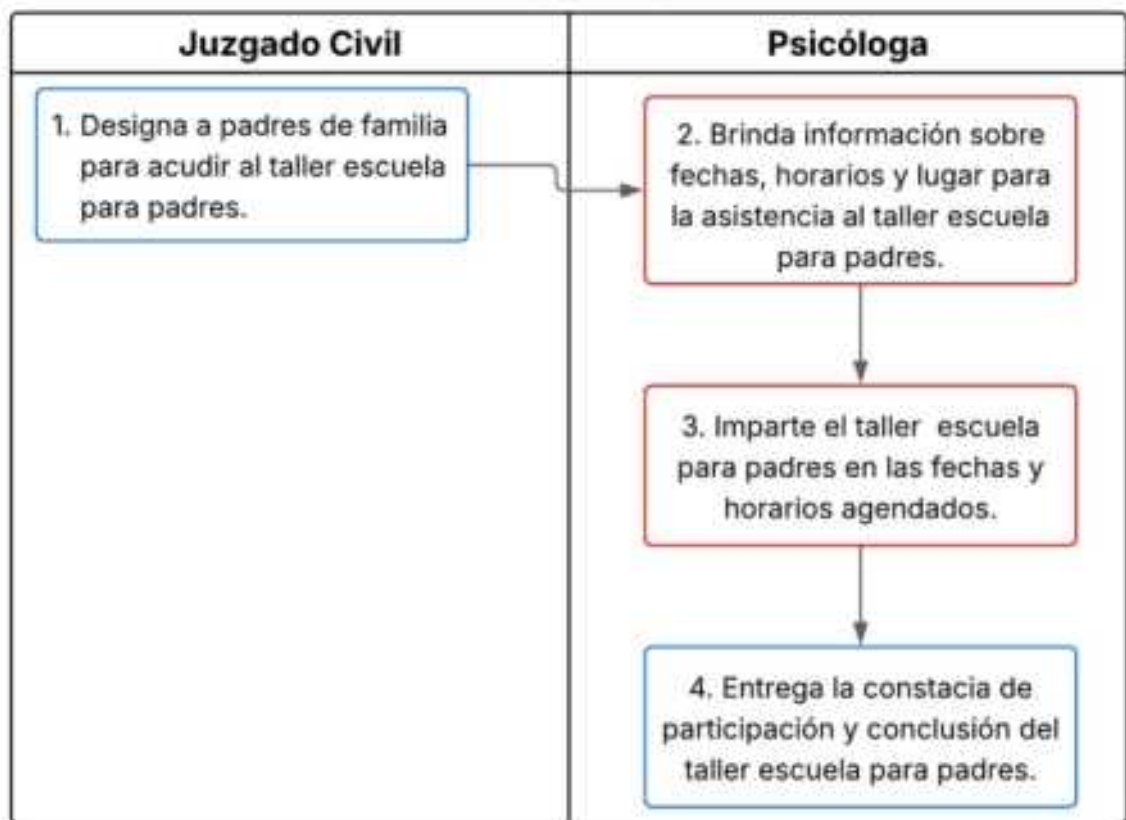 Juzgado Civil
Psicóloga
1. Designa a padres de familia
para acudir al taller escuela
para padres.
2. Brinda información sobre
fechas, horarios y lugar para
la asistencia al taller escuela
para padres.
3. Imparte el taller escuela
para padres en las fechas y
horarios agendados.
4. Entrega la constacia de
participación y conclusión del
taller escuela para padres.